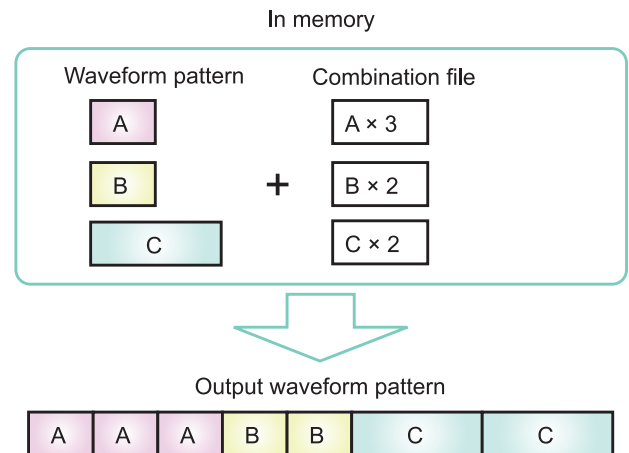 In memory
Waveform pattern Combination file
A A × 3
B + B × 2
C C × 2
Output waveform pattern
A A A B B C C